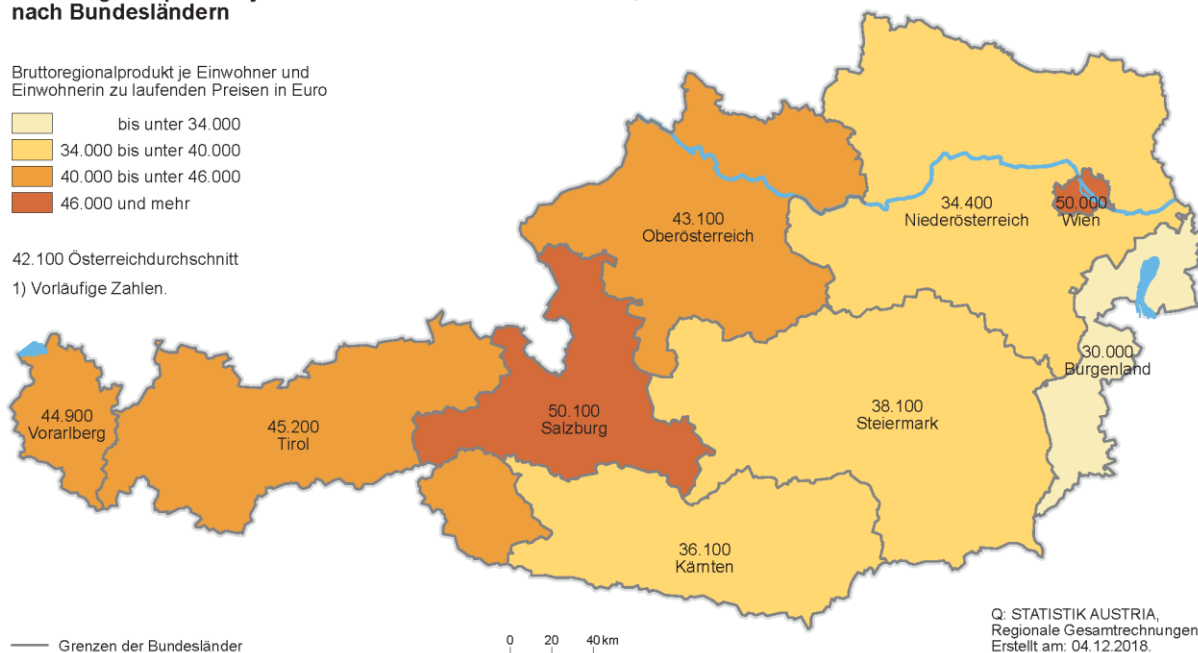 nach Bundesländern
Bruttoregionalprodukt je Einwohner und
Einwohnerin zu laufenden Preisen in Euro
bis unter 34.000
34.000 bis unter 40.000
40.000 bis unter 46.000
46.000 und mehr
42.100 Österreichdurchschnitt
1) Vorläufige Zahlen.
43.100
Oberösterreich
34.400
Niederösterreich
50.000
Wien
30.000
Burgenland
44.900
Vorarlberg
45.200
Tirol
50.100
Salzburg
38.100
Steiermark
36.100
Kärnten
Grenzen der Bundesländer
0 20 40 km
Q: STATISTIK AUSTRIA,
Regionale Gesamtrechnungen
Erstellt am: 04.12.2018.